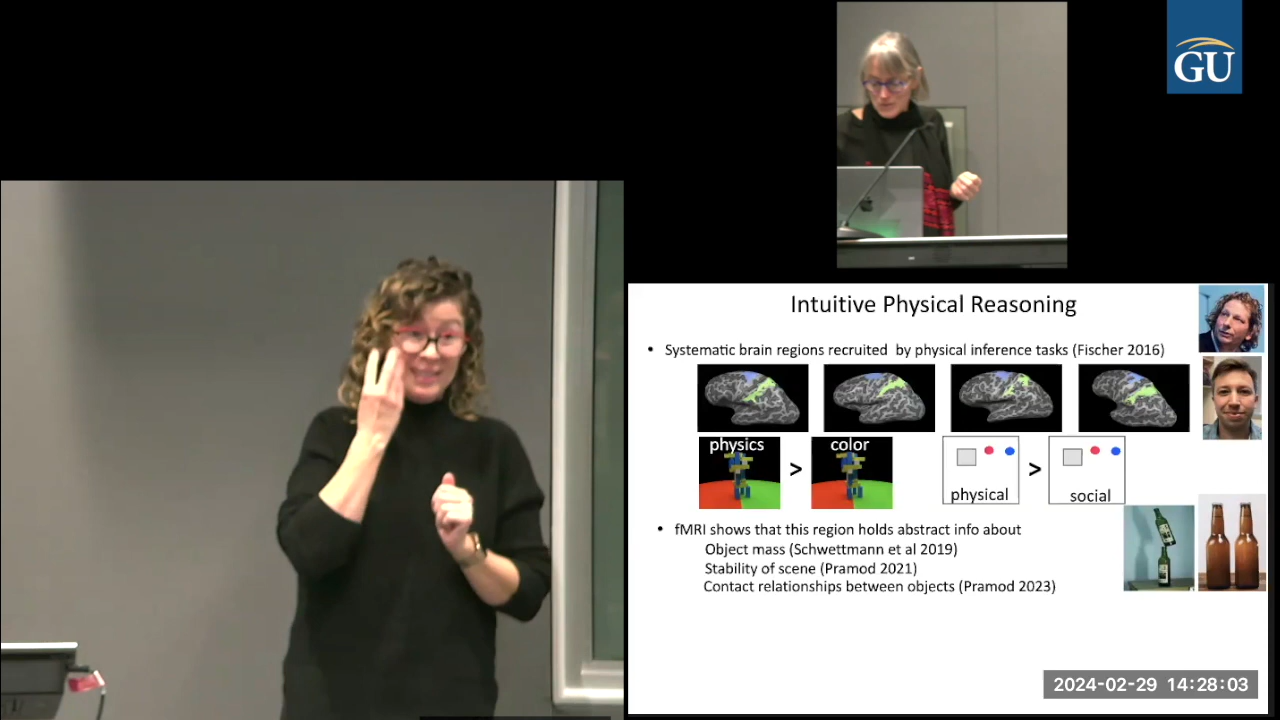 GU
Intuitive Physical Reasoning
• Systematic brain regions recruited by physical inference tasks (Fischer 2016)
physics > color
physical > social
• fMRI shows that this region holds abstract info about
Object mass (Schwettmann et al 2019)
Stability of scene (Pramod 2021)
Contact relationships between objects (Pramod 2023)
2024-02-29 14:28:03